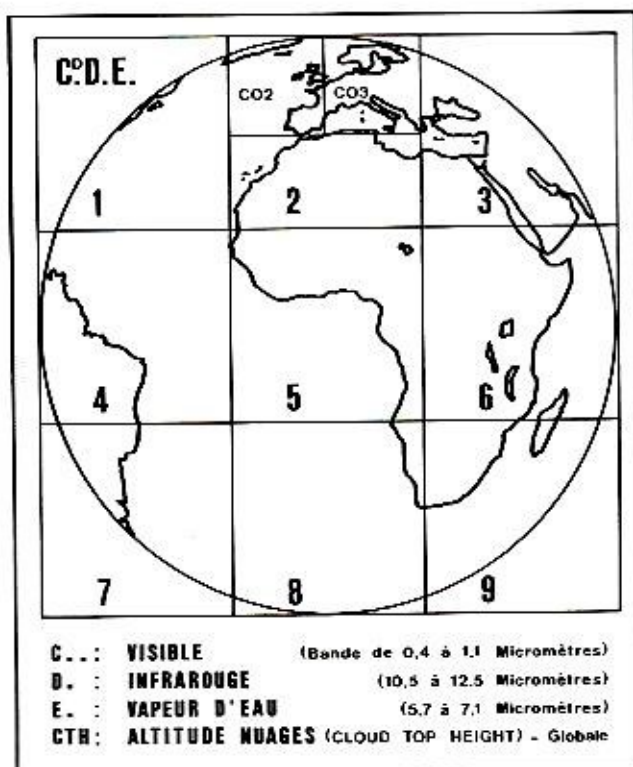 C°.D.E.
CO2 CO3
1 2 3
4 5 6
7 8 9
C..: VISIBLE (Bande de 0,4 à 1,1 Micromètres)
D. : INFRAROUGE (10,5 à 12.5 Micromètres)
E. : VAPEUR D'EAU (5,7 à 7,1 Micromètres)
CTH: ALTITUDE NUAGES (CLOUD TOP HEIGHT) - Globale